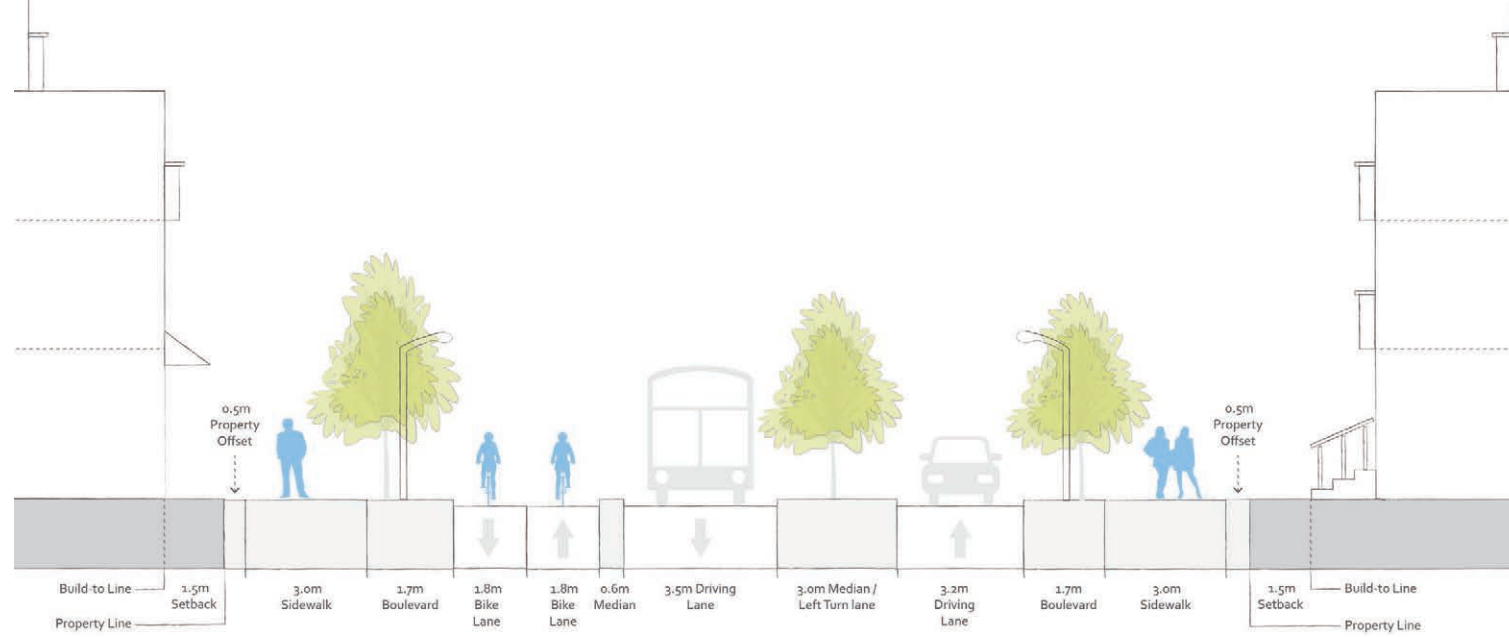 0.5m
Property
Offset
0.5m
Property
Offset
Build-to Line
1.5m
Setback
Property Line
3.0m
Sidewalk
1.7m
Boulevard
1.8m
Bike
Lane
1.8m
Bike
Lane
0.6m
Median
3.5m Driving
Lane
3.0m Median /
Left Turn lane
3.2m
Driving
Lane
1.7m
Boulevard
3.0m
Sidewalk
1.5m
Setback
Build-to Line
Property Line